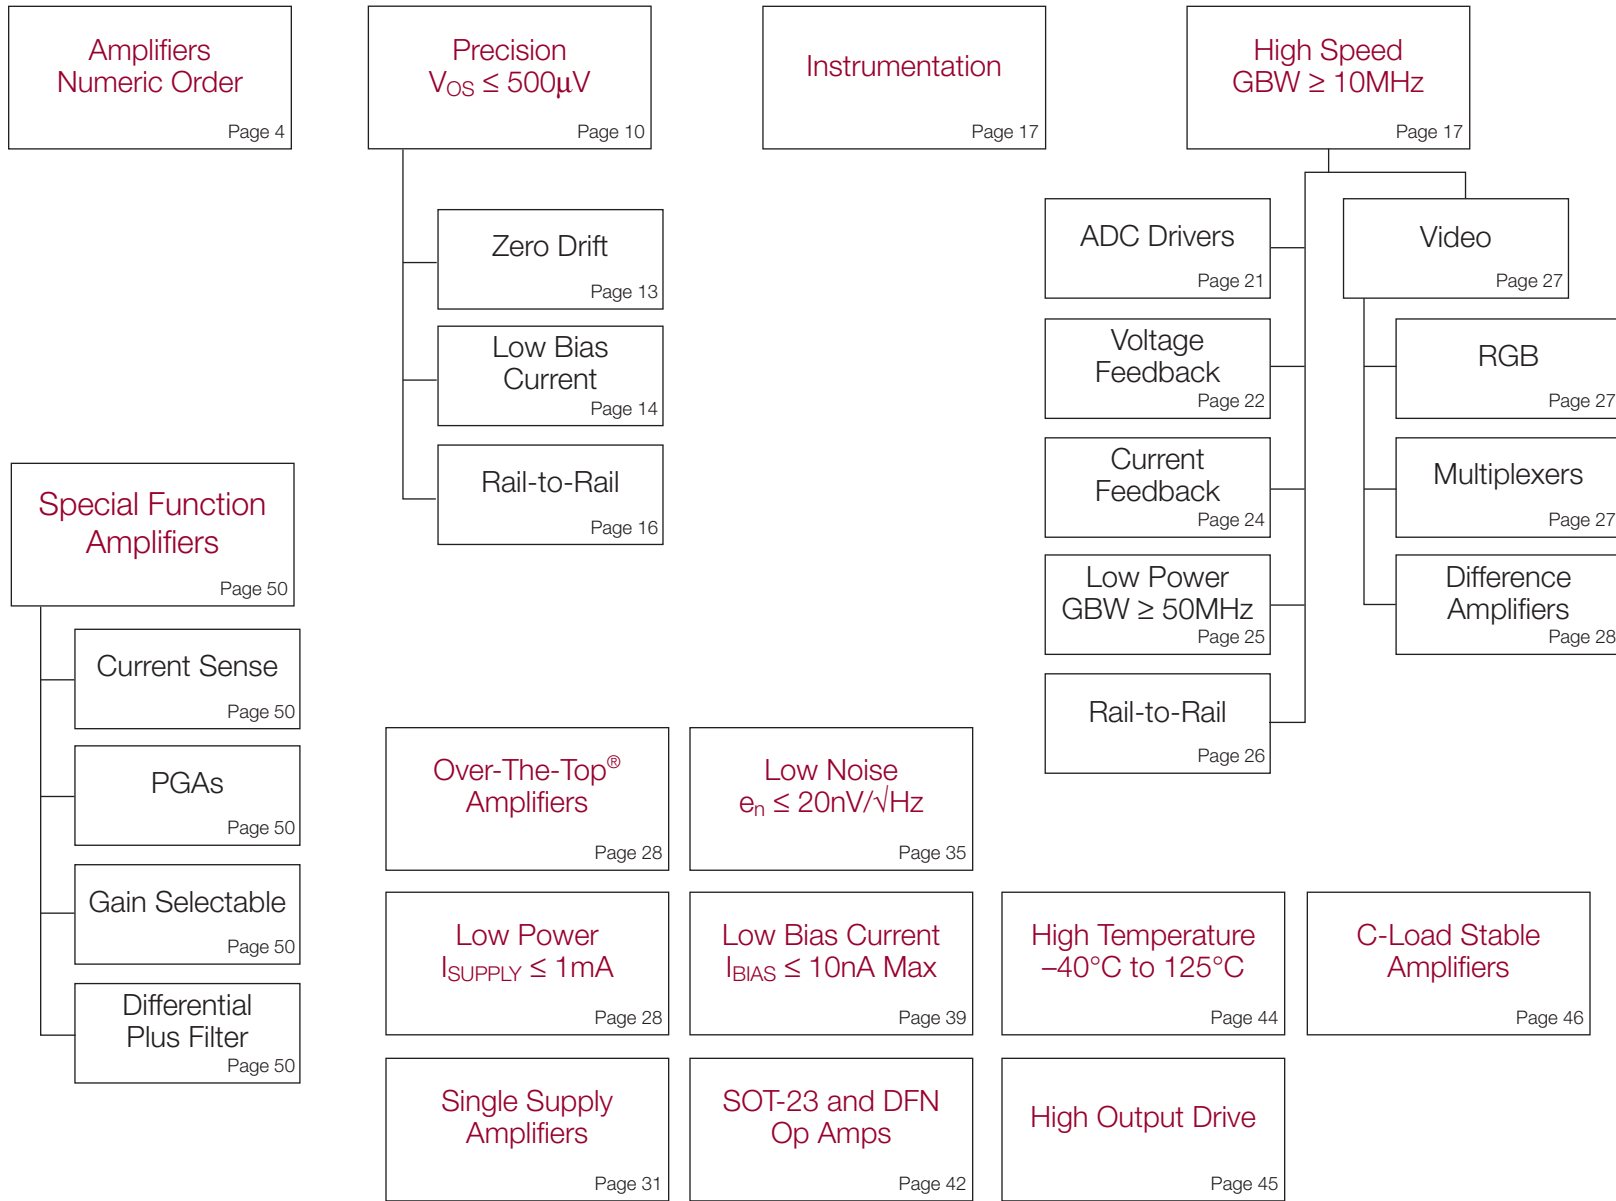 Amplifiers
Numeric Order
Page 4
Precision
V_OS ≤ 500µV
Page 10
Zero Drift
Page 13
Low Bias
Current
Page 14
Rail-to-Rail
Page 16
Instrumentation
Page 17
High Speed
GBW ≥ 10MHz
Page 17
ADC Drivers
Page 21
Voltage
Feedback
Page 22
Current
Feedback
Page 24
Low Power
GBW ≥ 50MHz
Page 25
Rail-to-Rail
Page 26
Video
Page 27
RGB
Page 27
Multiplexers
Page 27
Difference
Amplifiers
Page 28
Special Function
Amplifiers
Page 50
Current Sense
Page 50
PGAs
Page 50
Gain Selectable
Page 50
Differential
Plus Filter
Page 50
Over-The-Top®
Amplifiers
Page 28
Low Noise
e_n ≤ 20nV/√Hz
Page 35
Low Power
I_SUPPLY ≤ 1mA
Page 28
Low Bias Current
I_BIAS ≤ 10nA Max
Page 39
High Temperature
–40°C to 125°C
Page 44
C-Load Stable
Amplifiers
Page 46
Single Supply
Amplifiers
Page 31
SOT-23 and DFN
Op Amps
Page 42
High Output Drive
Page 45